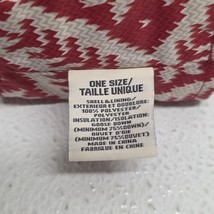 ONE SIZE/
TAILLE UNIQUE
SHELL & LINING/
EXTERIEUR ET DOUBLURE:
100% POLYESTER/
POLYESTER
INSULATION/ISOLATION:
GOOSE DOWN
(MINIMUM 75% DOWN)/
DUVET D'OIE
(MINIMUM 75% DUVET)
MADE IN CHINA
FABRIQUE EN CHINE